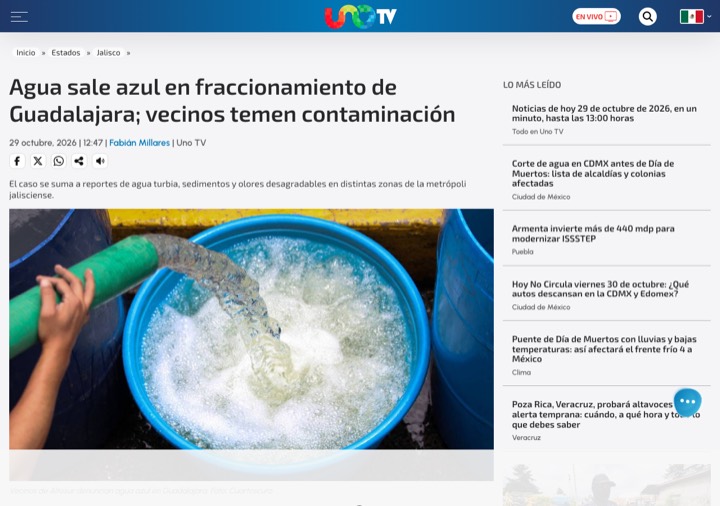 UNO TV
EN VIVO
Inicio » Estados » Jalisco »
Agua sale azul en fraccionamiento de
Guadalajara; vecinos temen contaminación
29 octubre, 2026 | 12:47 | Fabián Millares | Uno TV
El caso se suma a reportes de agua turbia, sedimentos y olores desagradables en distintas zonas de la metrópoli
jalisciense.
LO MÁS LEÍDO
Noticias de hoy 29 de octubre de 2026, en un
minuto, hasta las 13:00 horas
Todo en Uno TV
Corte de agua en CDMX antes de Día de
Muertos: lista de alcaldías y colonias
afectadas
Ciudad de México
Armenta invierte más de 440 mdp para
modernizar ISSSTEP
Puebla
Hoy No Circula viernes 30 de octubre: ¿Qué
autos descansan en la CDMX y Edomex?
Ciudad de México
Puente de Día de Muertos con lluvias y bajas
temperaturas: así afectará el frente frío 4 a
México
Clima
Poza Rica, Veracruz, probará altavoces
alerta temprana: cuándo, a qué hora y lo
que debes saber
Veracruz